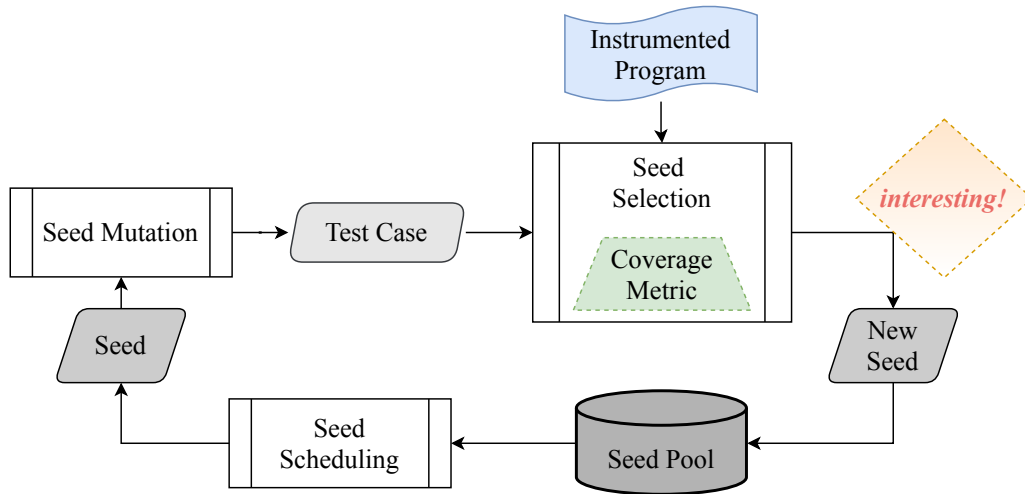 Instrumented
Program
Seed
Selection
interesting!
Seed Mutation
Test Case
Coverage
Metric
Seed
New
Seed
Seed
Scheduling
Seed Pool